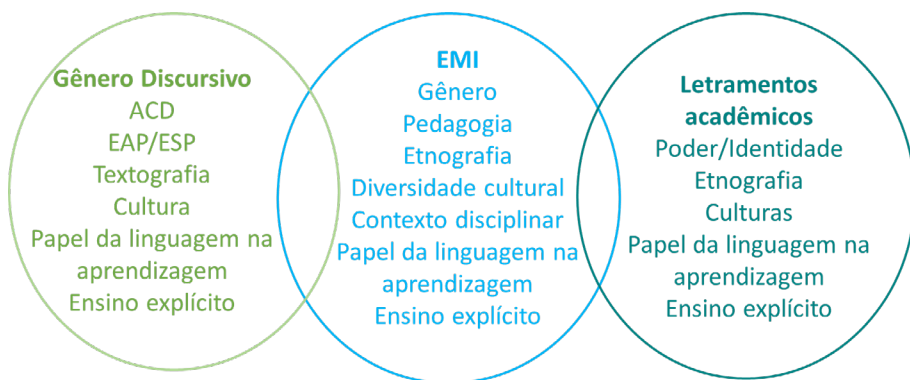 Gênero Discursivo
ACD
EAP/ESP
Textografia
Cultura
Papel da linguagem na
aprendizagem
Ensino explícito
EMI
Gênero
Pedagogia
Etnografia
Diversidade cultural
Contexto disciplinar
Papel da linguagem na
aprendizagem
Ensino explícito
Letramentos
acadêmicos
Poder/Identidade
Etnografia
Culturas
Papel da linguagem na
aprendizagem
Ensino explícito